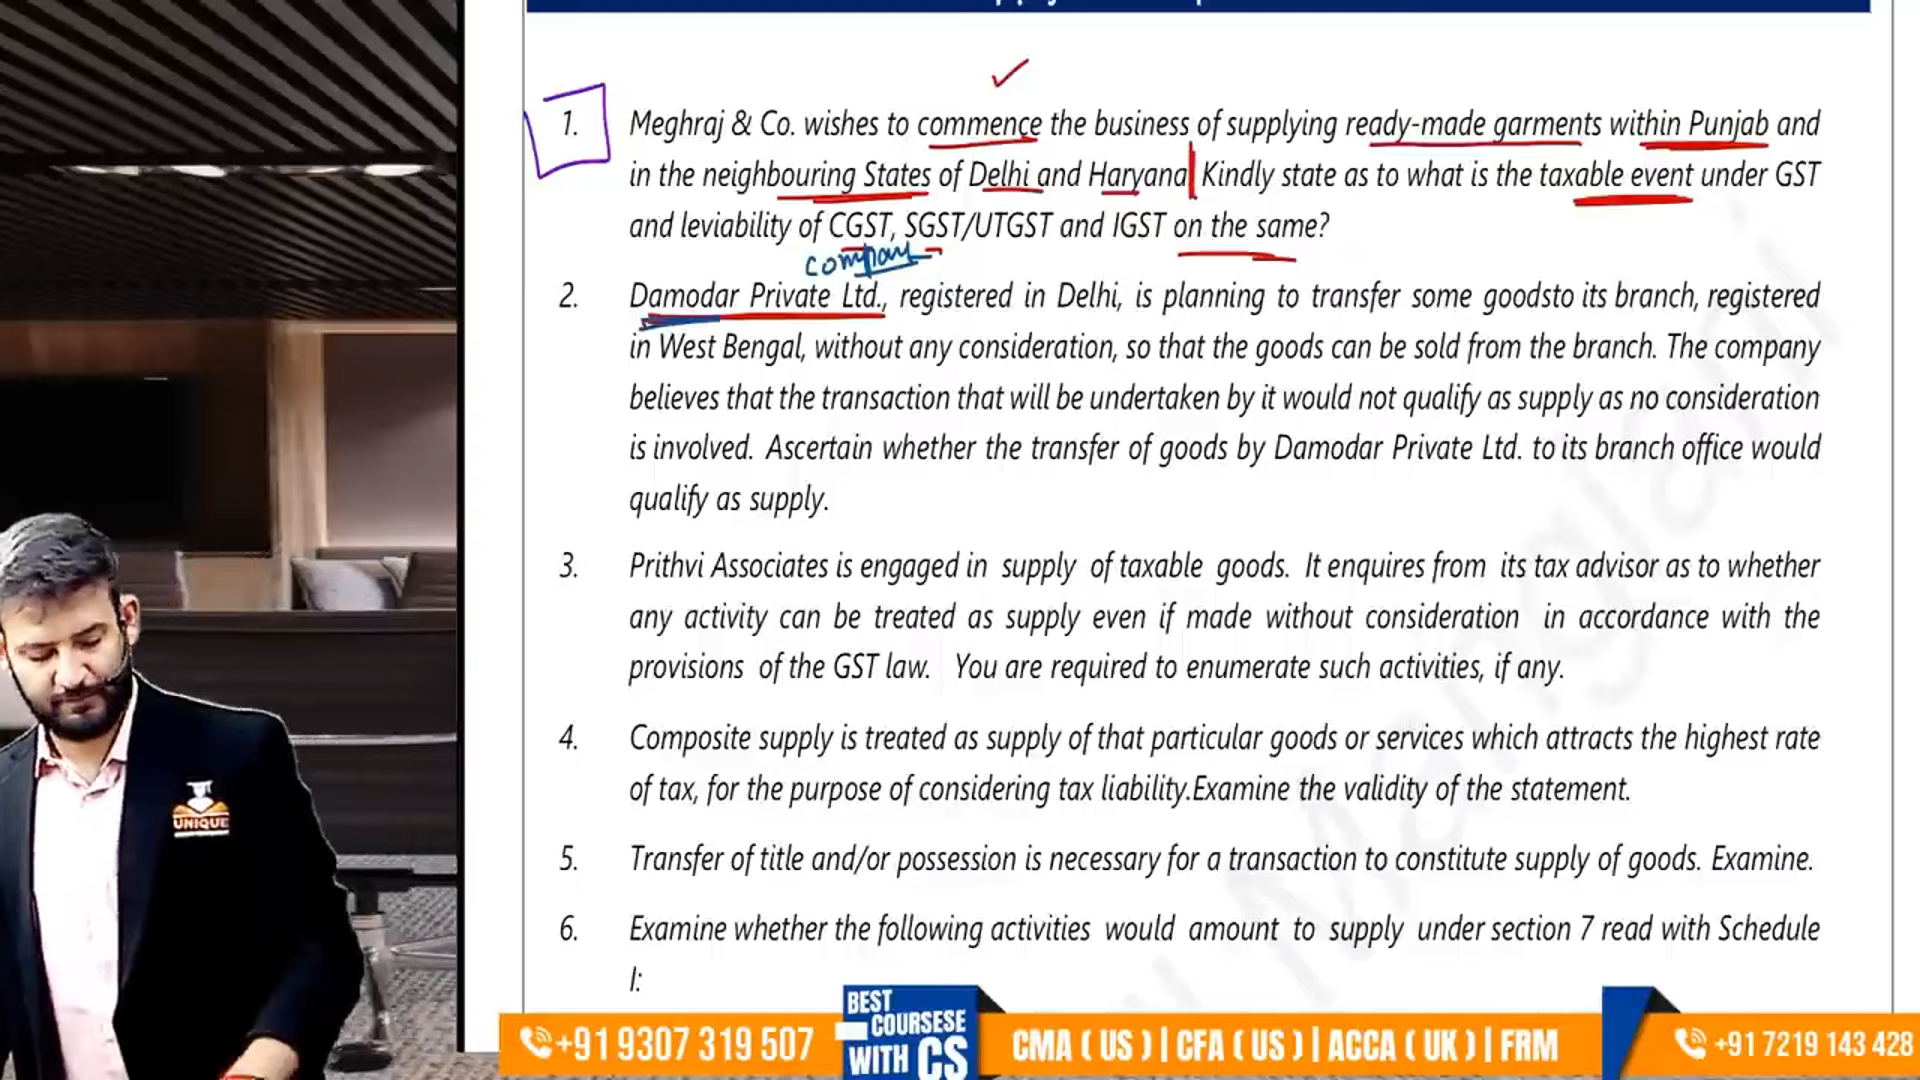 1. Meghraj & Co. wishes to commence the business of supplying ready-made garments within Punjab and
in the neighbouring States of Delhi and Haryana Kindly state as to what is the taxable event under GST
and leviability of CGST, SGST/UTGST and IGST on the same?
company
2. Damodar Private Ltd., registered in Delhi, is planning to transfer some goodsto its branch, registered
in West Bengal, without any consideration, so that the goods can be sold from the branch. The company
believes that the transaction that will be undertaken by it would not qualify as supply as no consideration
is involved. Ascertain whether the transfer of goods by Damodar Private Ltd. to its branch office would
qualify as supply.
3. Prithvi Associates is engaged in supply of taxable goods. It enquires from its tax advisor as to whether
any activity can be treated as supply even if made without consideration in accordance with the
provisions of the GST law. You are required to enumerate such activities, if any.
4. Composite supply is treated as supply of that particular goods or services which attracts the highest rate
of tax, for the purpose of considering tax liability.Examine the validity of the statement.
5. Transfer of title and/or possession is necessary for a transaction to constitute supply of goods. Examine.
6. Examine whether the following activities would amount to supply under section 7 read with Schedule
I:
UNIQUE
+91 9307 319 507
BEST
COURSESE
WITH CS
CMA ( US ) | CFA ( US ) | ACCA ( UK ) | FRM
+91 7219 143 428